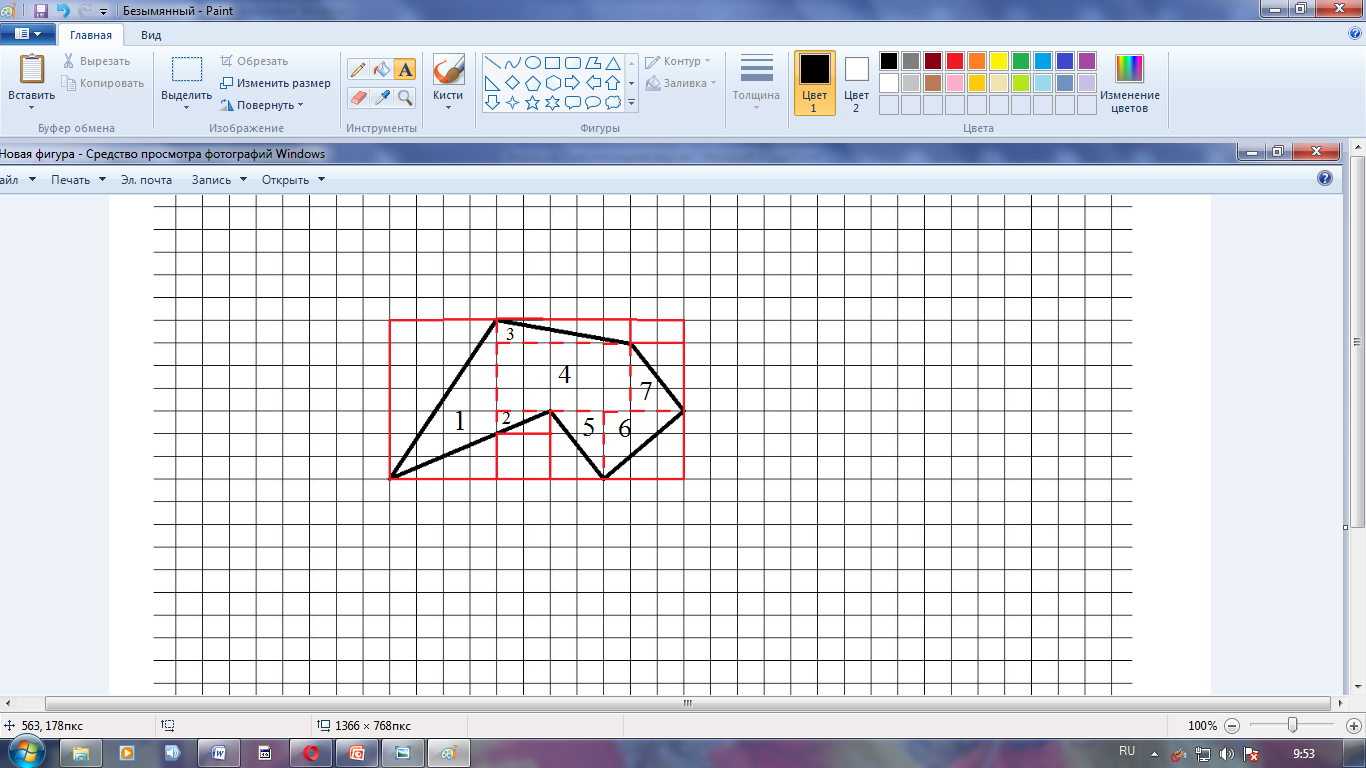 Безымянный - Paint
Главная Вид
Вставить
Вырезать
Копировать
Буфер обмена
Выделить
Обрезать
Изменить размер
Повернуть
Изображение
A
Инструменты
Кисти
Контур
Заливка
Фигуры
Толщина
Цвет 1
Цвет 2
Изменение цветов
Цвета
Новая фигура - Средство просмотра фотографий Windows
айл Печать Эл. почта Запись Открыть
3
4
7
1 2 5 6
563, 178пкс 1366 × 768пкс 100%
RU 9:53